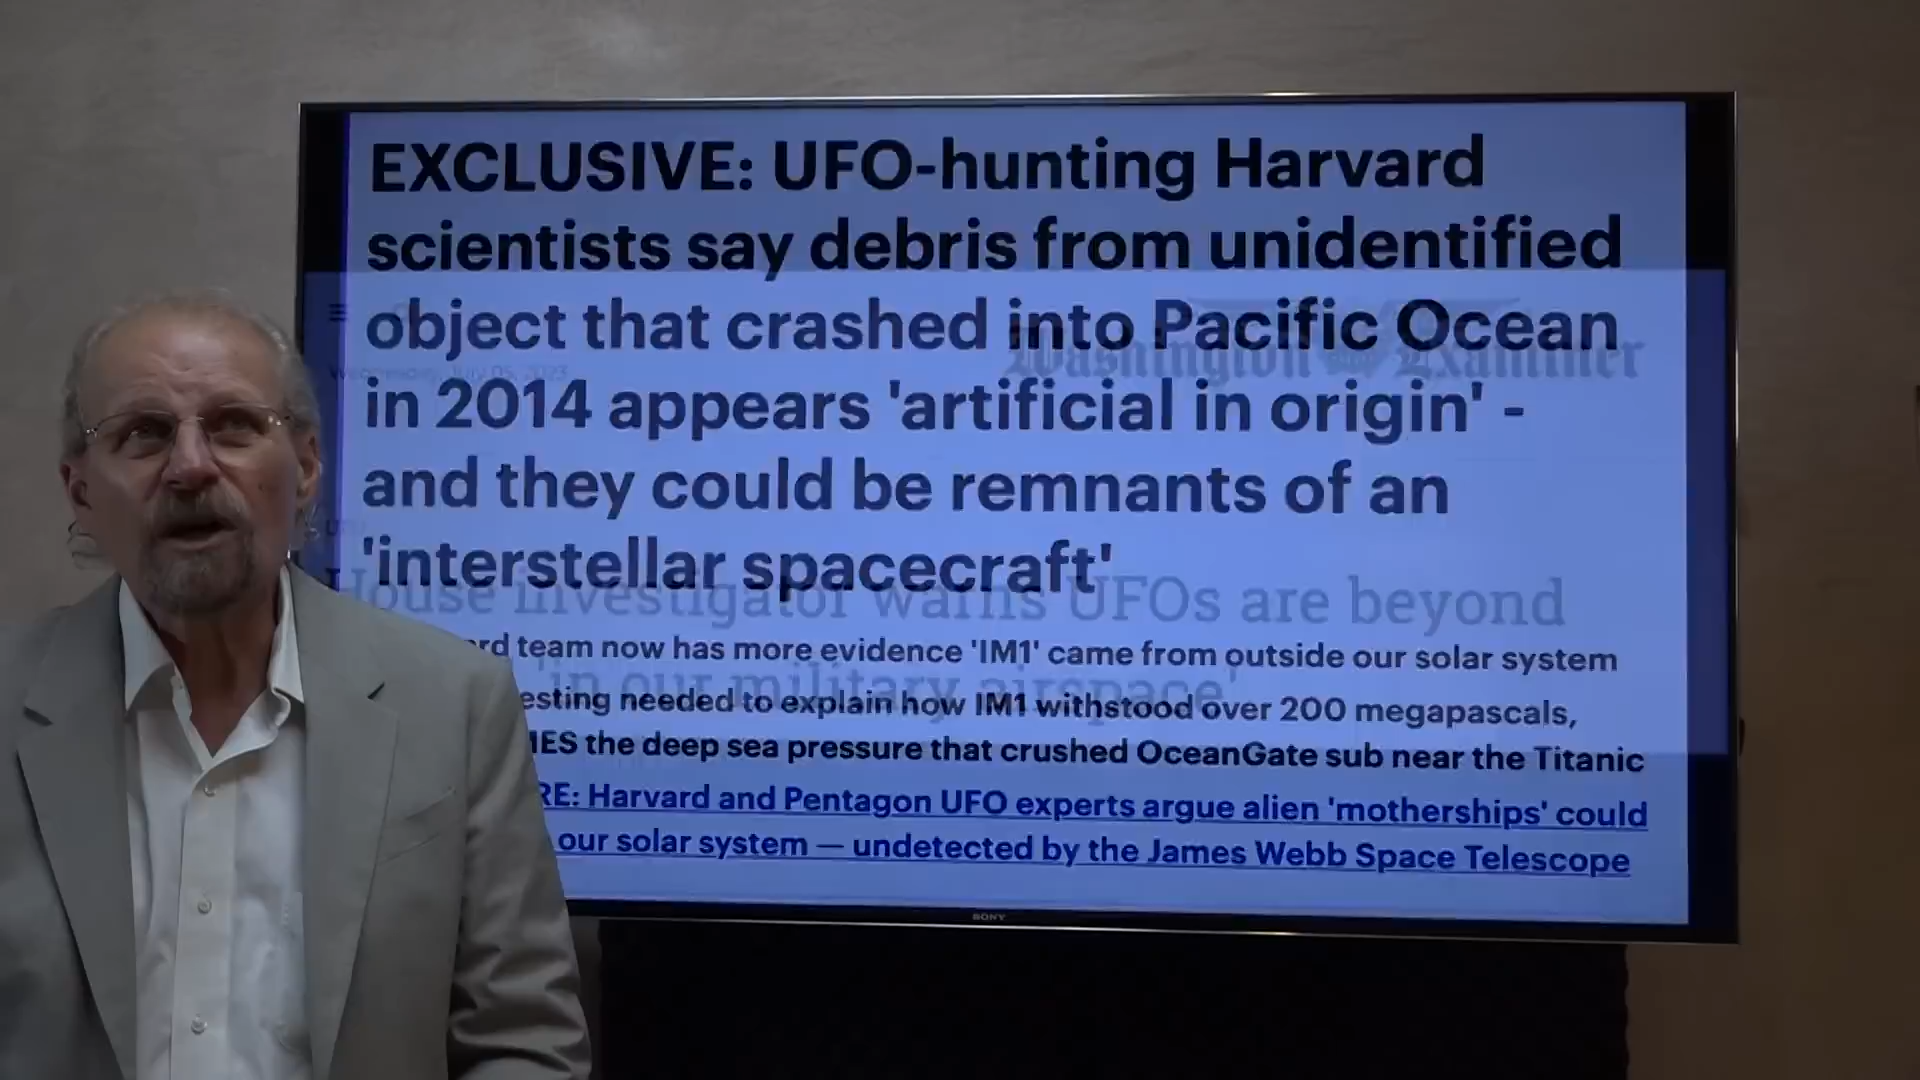 EXCLUSIVE: UFO-hunting Harvard
scientists say debris from unidentified
object that crashed into Pacific Ocean
in 2014 appears 'artificial in origin' -
and they could be remnants of an
'interstellar spacecraft'
rd team now has more evidence 'IM1' came from outside our solar system
esting needed to explain how IM1 withstood over 200 megapascals,
MES the deep sea pressure that crushed OceanGate sub near the Titanic
RE: Harvard and Pentagon UFO experts argue alien 'motherships' could
our solar system — undetected by the James Webb Space Telescope
Washington Examiner
Wednesday, July 05, 2023
House investigator warns UFOs are beyond
'in our military airspace'
SONY